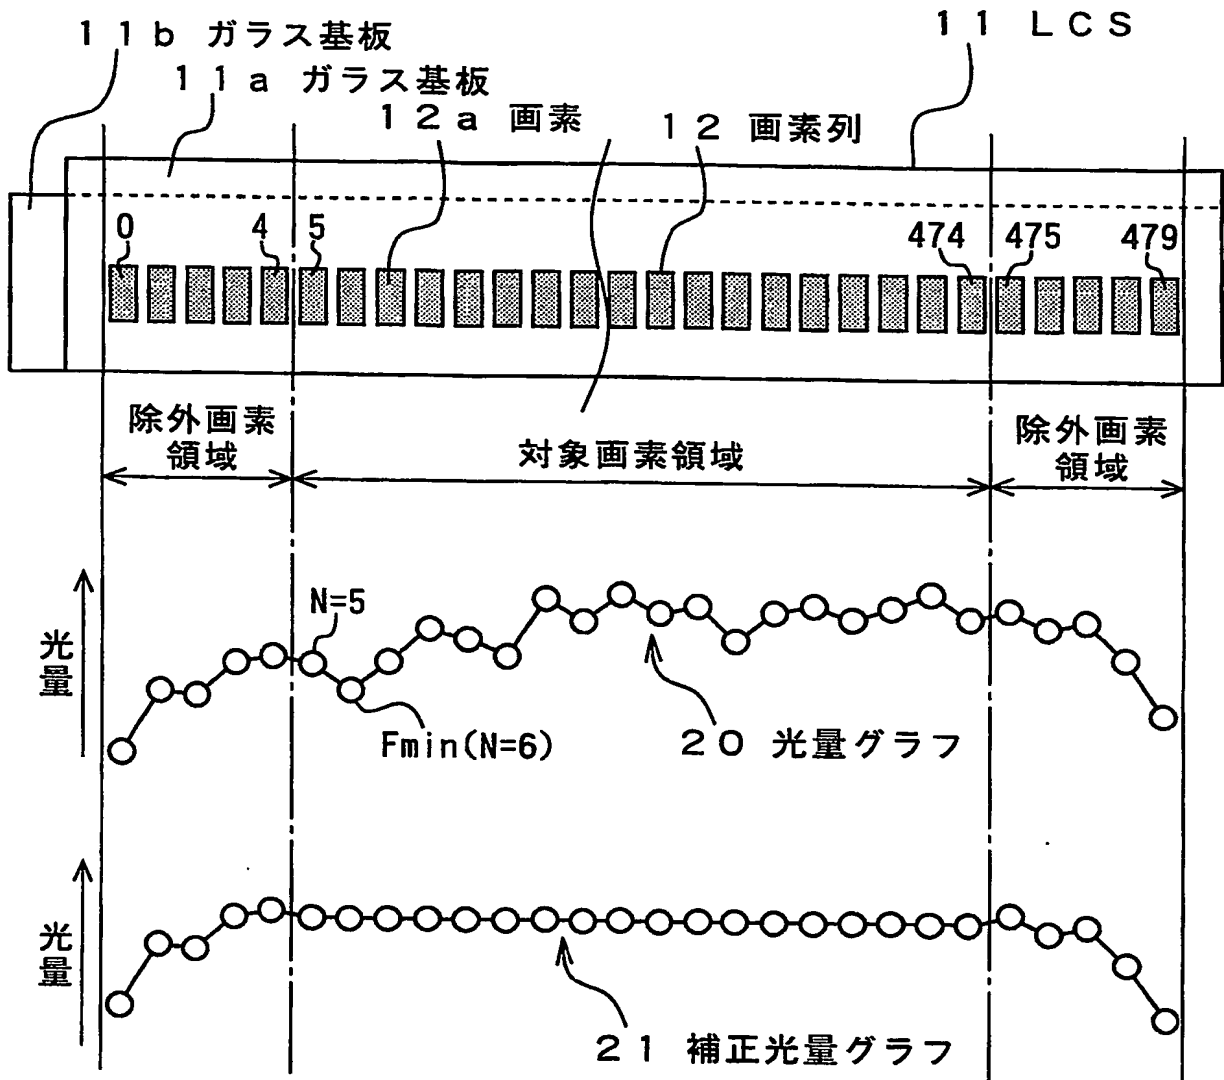 １１ ＬＣＳ
１１ｂ ガラス基板
１１ａ ガラス基板
１２ａ 画素
１２ 画素列
0 4 5 474 475 479
除外画素
領域
対象画素領域
除外画素
領域
光量
N=5
Fmin(N=6)
２０ 光量グラフ
光量
２１ 補正光量グラフ